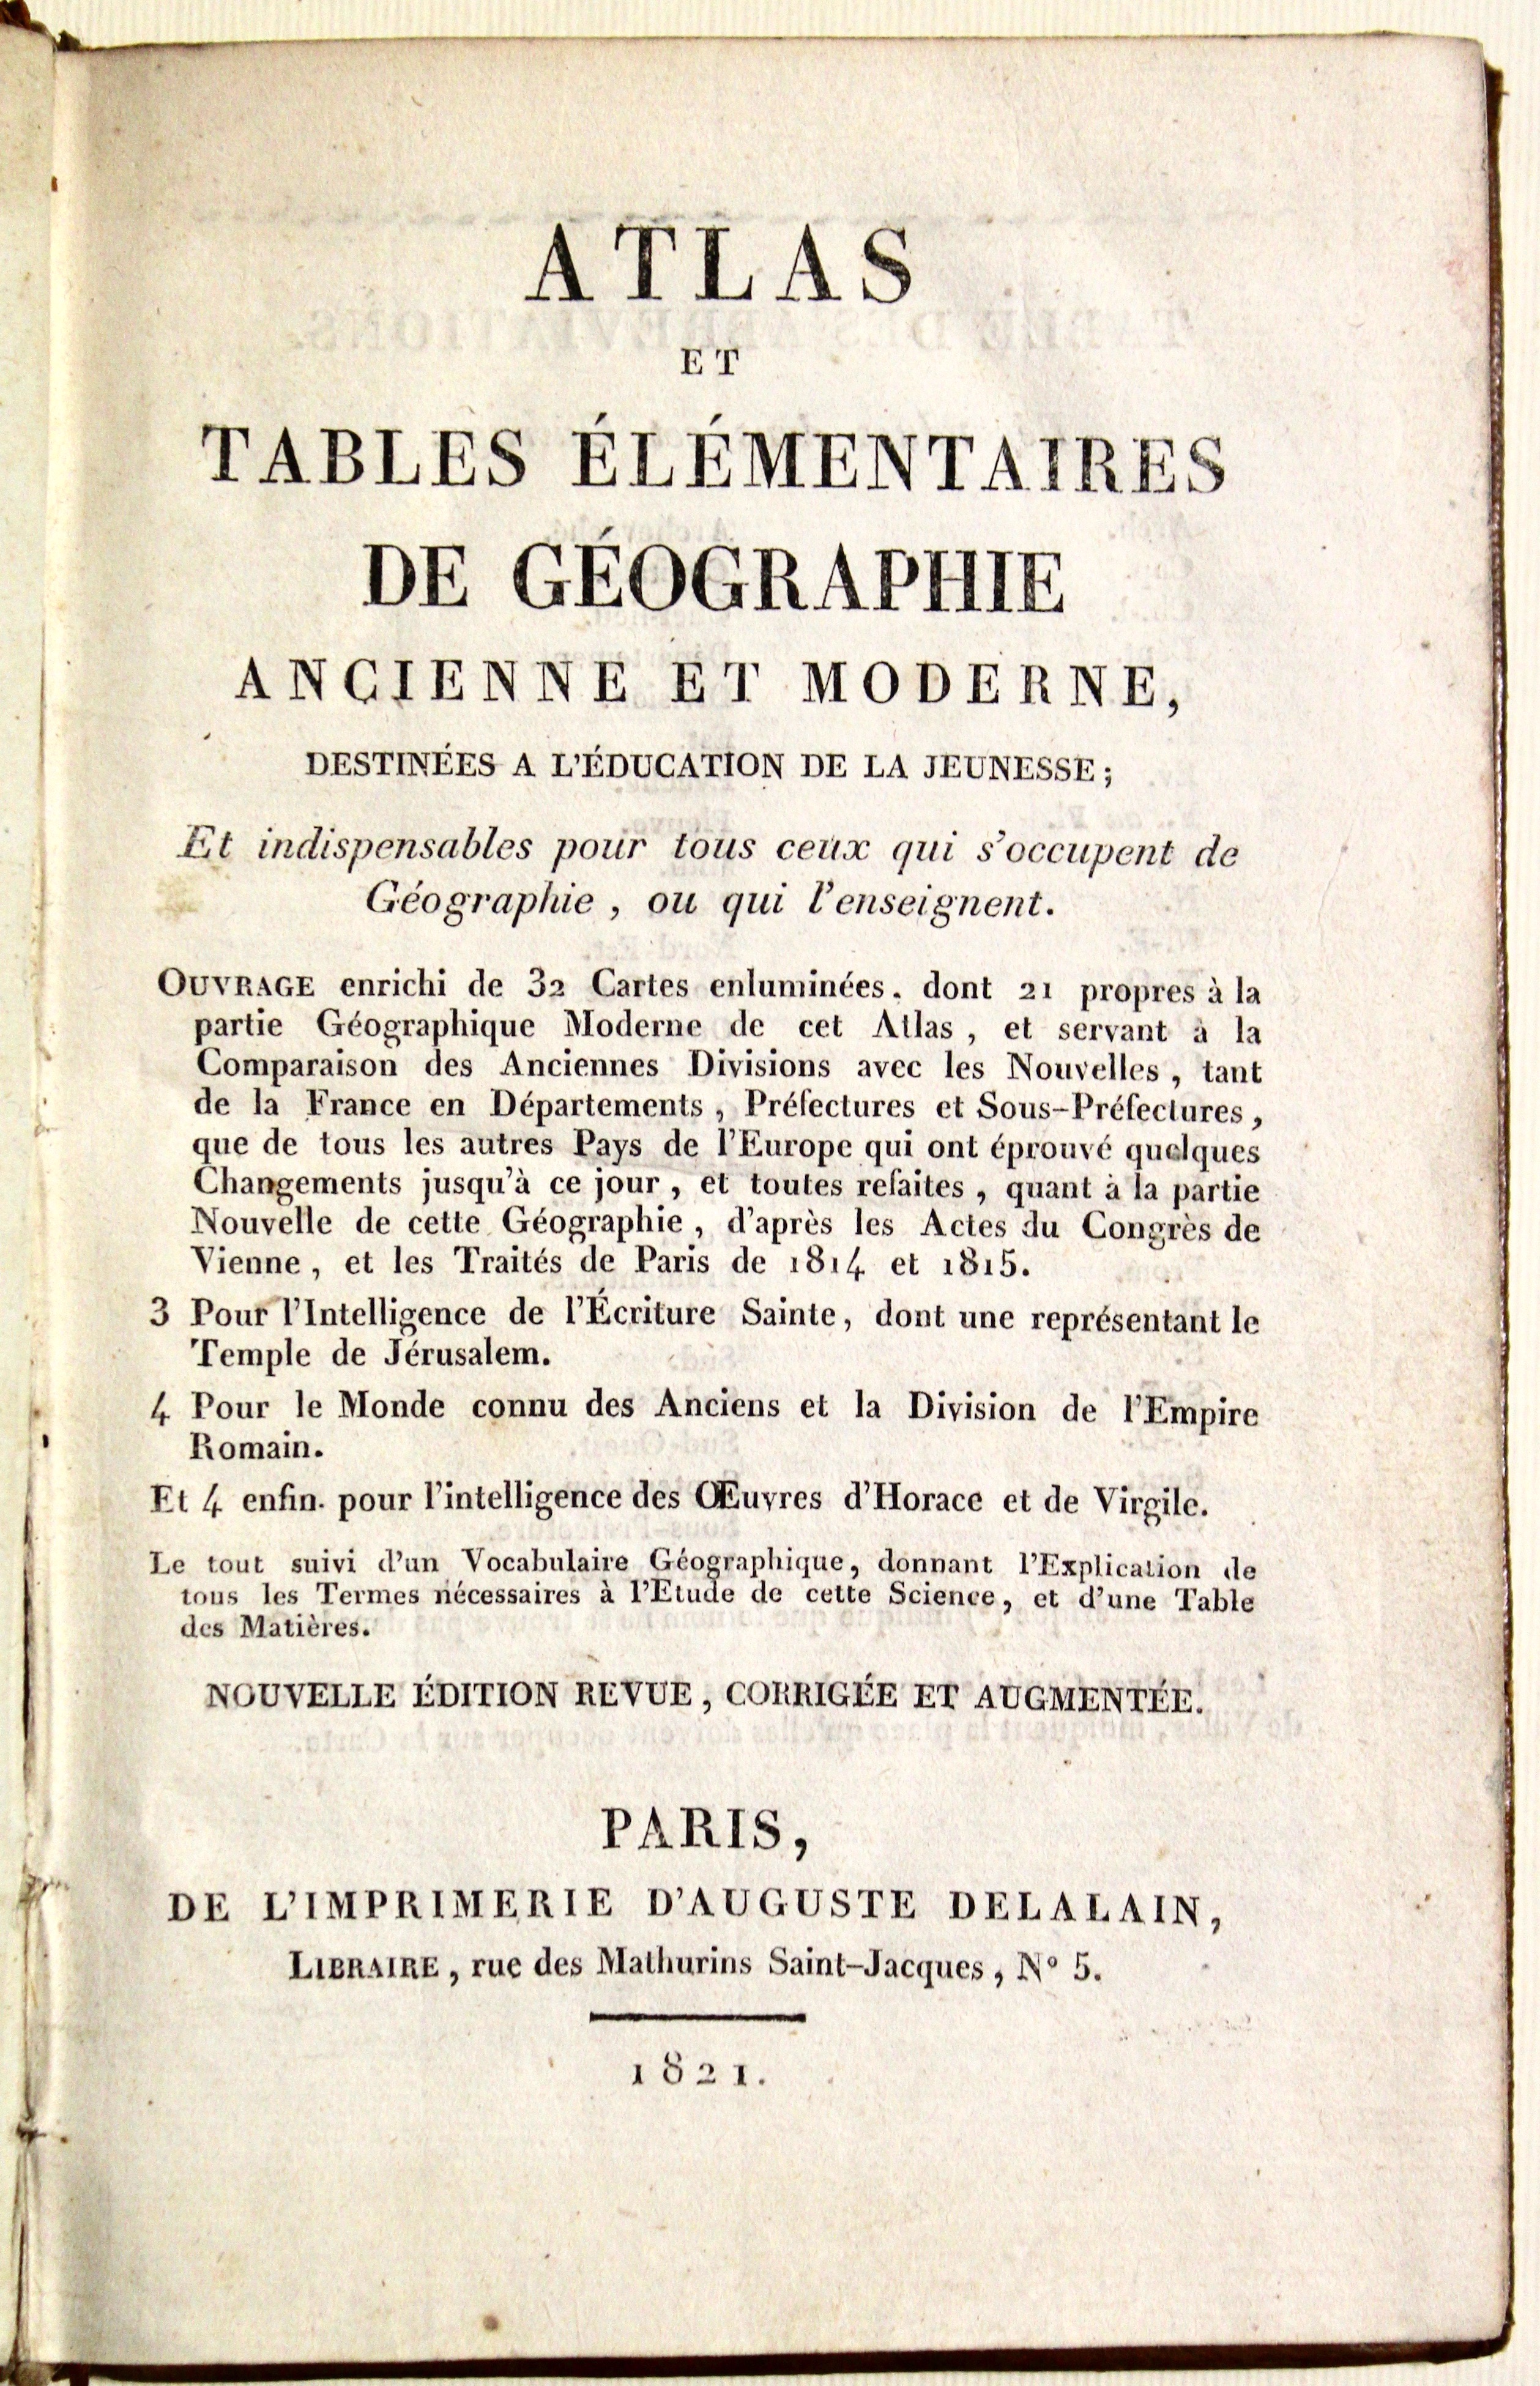 ATLAS
ET
TABLES ÉLÉMENTAIRES
DE GÉOGRAPHIE
ANCIENNE ET MODERNE,
DESTINÉES A L'ÉDUCATION DE LA JEUNESSE;
Et indispensables pour tous ceux qui s'occupent de
Géographie, ou qui l'enseignent.
OUVRAGE enrichi de 32 Cartes enluminées. dont 21 propres à la
partie Géographique Moderne de cet Atlas, et servant à la
Comparaison des Anciennes Divisions avec les Nouvelles, tant
de la France en Départements, Préfectures et Sous-Préfectures,
que de tous les autres Pays de l'Europe qui ont éprouvé quelques
Changements jusqu'à ce jour, et toutes refaites, quant à la partie
Nouvelle de cette Géographie, d'après les Actes du Congrès de
Vienne, et les Traités de Paris de 1814 et 1815.
3 Pour l'Intelligence de l'Écriture Sainte, dont une représentant le
Temple de Jérusalem.
4 Pour le Monde connu des Anciens et la Division de l'Empire
Romain.
Et 4 enfin. pour l'intelligence des Œuvres d'Horace et de Virgile.
Le tout suivi d'un Vocabulaire Géographique, donnant l'Explication de
tous les Termes nécessaires à l'Etude de cette Science, et d'une Table
des Matières.
NOUVELLE ÉDITION REVUE, CORRIGÉE ET AUGMENTÉE.
PARIS,
DE L'IMPRIMERIE D'AUGUSTE DELALAIN,
LIBRAIRE, rue des Mathurins Saint-Jacques, N° 5.
1821.